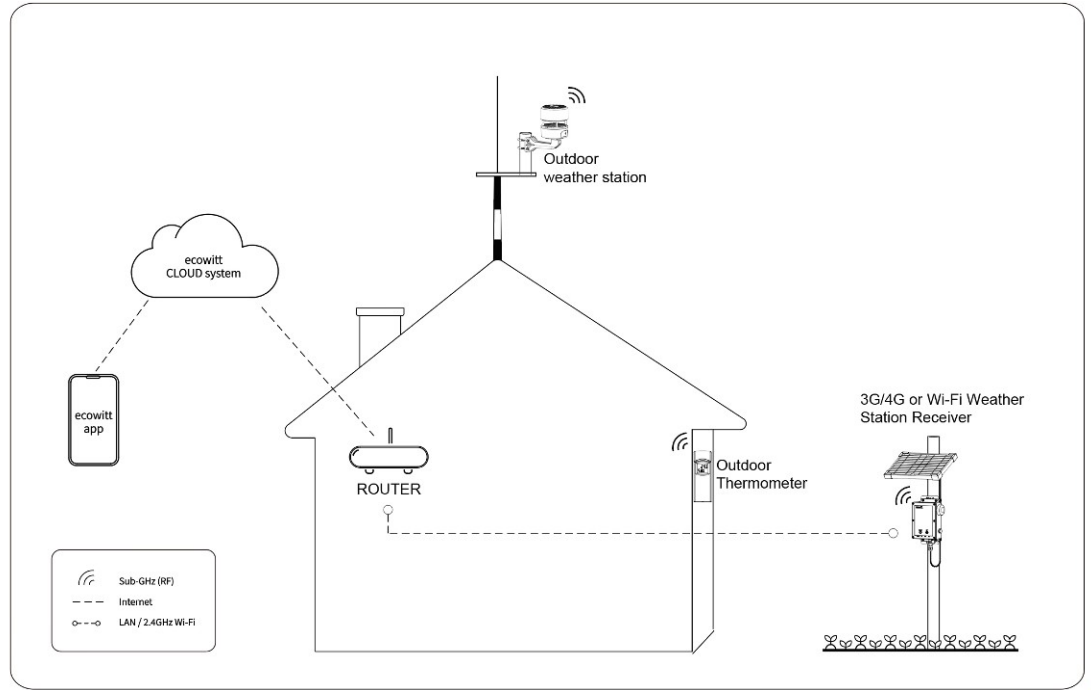 Outdoor
weather station
ecowitt
CLOUD system
ecowitt
app
3G/4G or Wi-Fi Weather
Station Receiver
ROUTER
Outdoor
Thermometer
Sub-GHz (RF)
Internet
LAN / 2.4GHz Wi-Fi